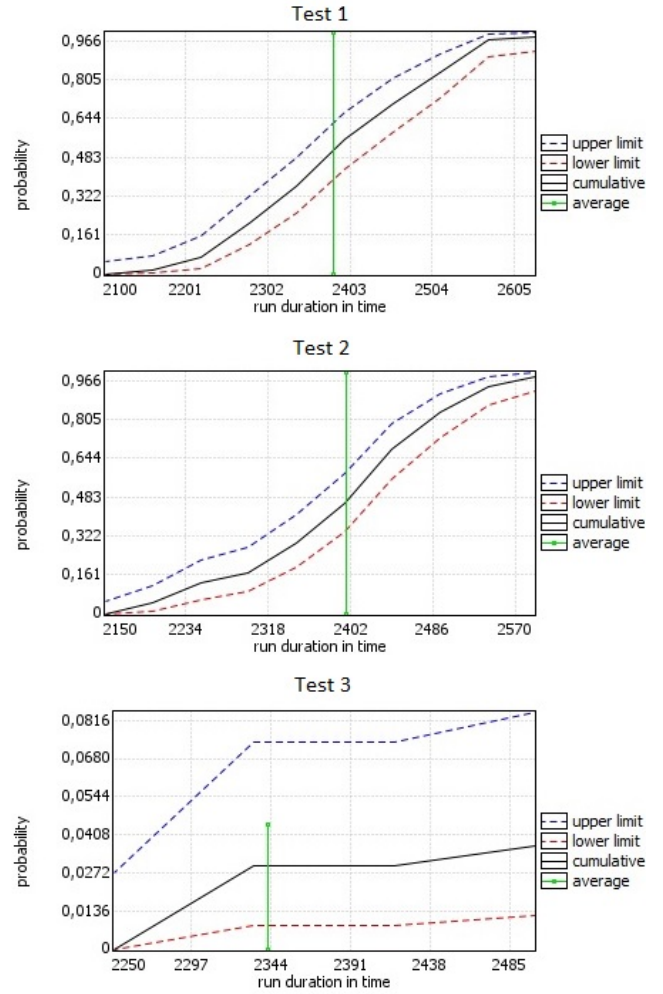 Test 1
0,966
0,805
0,644
0,483
0,322
0,161
0
probability
2100 2201 2302 2403 2504 2605
run duration in time
upper limit
lower limit
cumulative
average
Test 2
0,966
0,805
0,644
0,483
0,322
0,161
0
probability
2150 2234 2318 2402 2486 2570
run duration in time
upper limit
lower limit
cumulative
average
Test 3
0,0816
0,0680
0,0544
0,0408
0,0272
0,0136
0
probability
2250 2297 2344 2391 2438 2485
run duration in time
upper limit
lower limit
cumulative
average